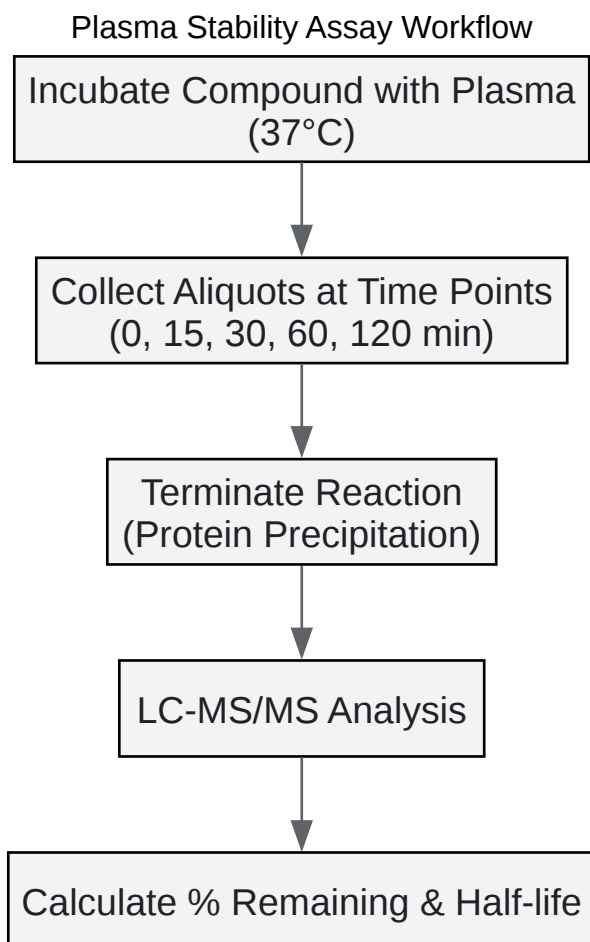 Plasma Stability Assay Workflow
Incubate Compound with Plasma
(37°C)
Collect Aliquots at Time Points
(0, 15, 30, 60, 120 min)
Terminate Reaction
(Protein Precipitation)
LC-MS/MS Analysis
Calculate % Remaining & Half-life